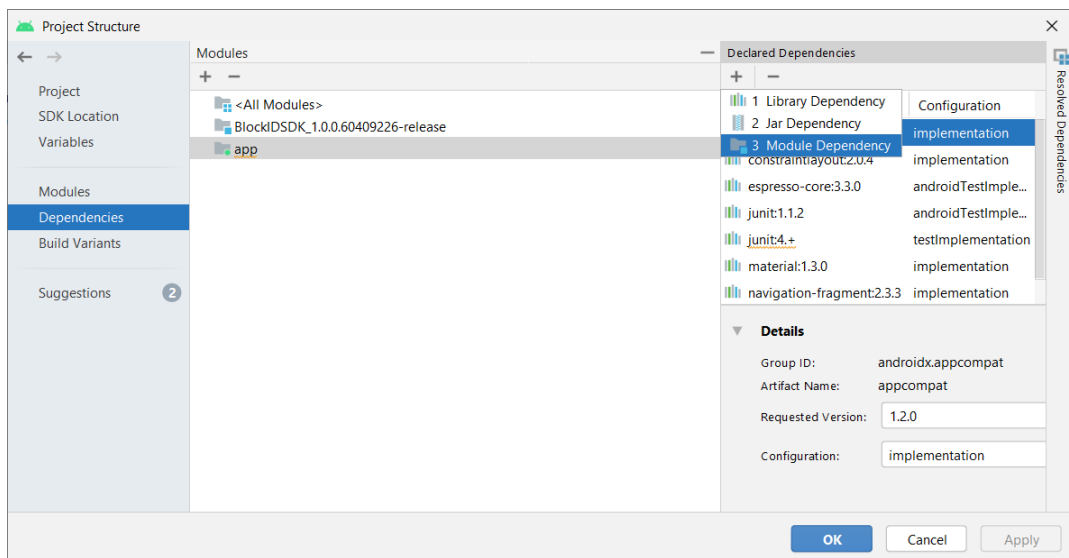 Project Structure
Project
SDK Location
Variables
Modules
Dependencies
Build Variants
Suggestions 2
Modules
<All Modules>
BlockIDSDK_1.0.0.60409226-release
app
Declared Dependencies
1 Library Dependency
2 Jar Dependency
3 Module Dependency
Configuration
implementation
constraintlayout:2.0.4 implementation
espresso-core:3.3.0 androidTestImple...
junit:1.1.2 androidTestImple...
junit:4.+ testImplementation
material:1.3.0 implementation
navigation-fragment:2.3.3 implementation
Details
Group ID: androidx.appcompat
Artifact Name: appcompat
Requested Version: 1.2.0
Configuration: implementation
Resolved Dependencies
OK Cancel Apply